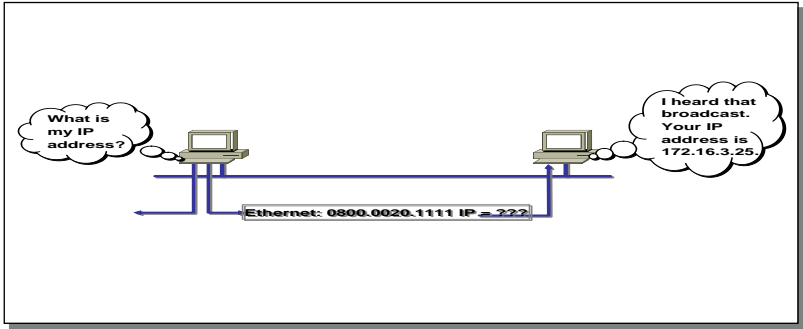 What is
my IP
address?
I heard that
broadcast.
Your IP
address is
172.16.3.25.
Ethernet: 0800.0020.1111 IP = ???